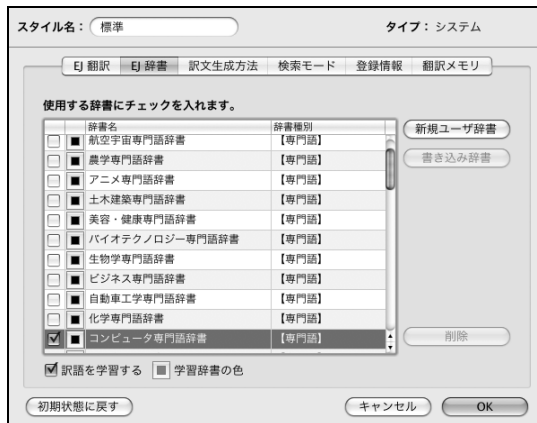 スタイル名： 標準 タイプ：システム
EJ 翻訳 EJ 辞書 訳文生成方法 検索モード 登録情報 翻訳メモリ
使用する辞書にチェックを入れます。
辞書名 辞書種別
航空宇宙専門語辞書 【専門語】
農学専門語辞書 【専門語】
アニメ専門語辞書 【専門語】
土木建築専門語辞書 【専門語】
美容・健康専門語辞書 【専門語】
バイオテクノロジー専門語辞書 【専門語】
生物学専門語辞書 【専門語】
ビジネス専門語辞書 【専門語】
自動車工学専門語辞書 【専門語】
化学専門語辞書 【専門語】
コンピュータ専門語辞書 【専門語】
新規ユーザ辞書
書き込み辞書
削除
訳語を学習する 学習辞書の色
初期状態に戻す キャンセル OK